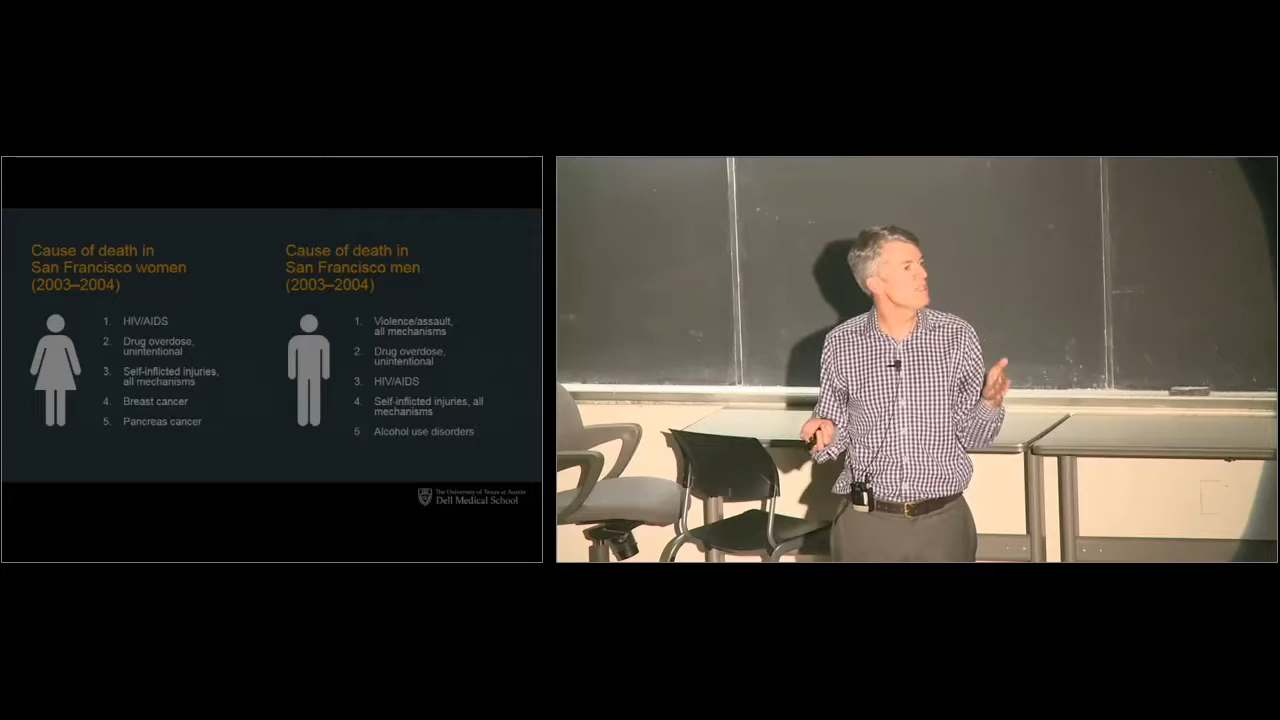 Cause of death in
San Francisco women
(2003–2004)
1. HIV/AIDS
2. Drug overdose,
unintentional
3. Self-inflicted injuries,
all mechanisms
4. Breast cancer
5. Pancreas cancer
Cause of death in
San Francisco men
(2003–2004)
1. Violence/assault,
all mechanisms
2. Drug overdose,
unintentional
3. HIV/AIDS
4. Self-inflicted injuries, all
mechanisms
5 Alcohol use disorders
The University of Texas at Austin
Dell Medical School